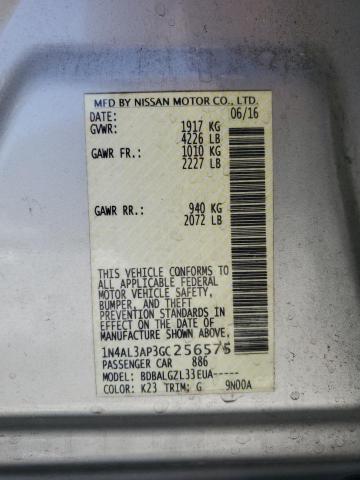 MFD BY NISSAN MOTOR CO., LTD.
DATE: 06/16
GVWR: 1917 KG
4226 LB
GAWR FR.: 1010 KG
2227 LB
GAWR RR.: 940 KG
2072 LB
THIS VEHICLE CONFORMS TO
ALL APPLICABLE FEDERAL
MOTOR VEHICLE SAFETY,
BUMPER, AND THEFT
PREVENTION STANDARDS IN
EFFECT ON THE DATE OF
MANUFACTURE SHOWN ABOVE.
1N4AL3AP3GC256575
PASSENGER CAR 886
MODEL: BDBALGZL33EUA-----
COLOR: K23 TRIM: G 9N00A